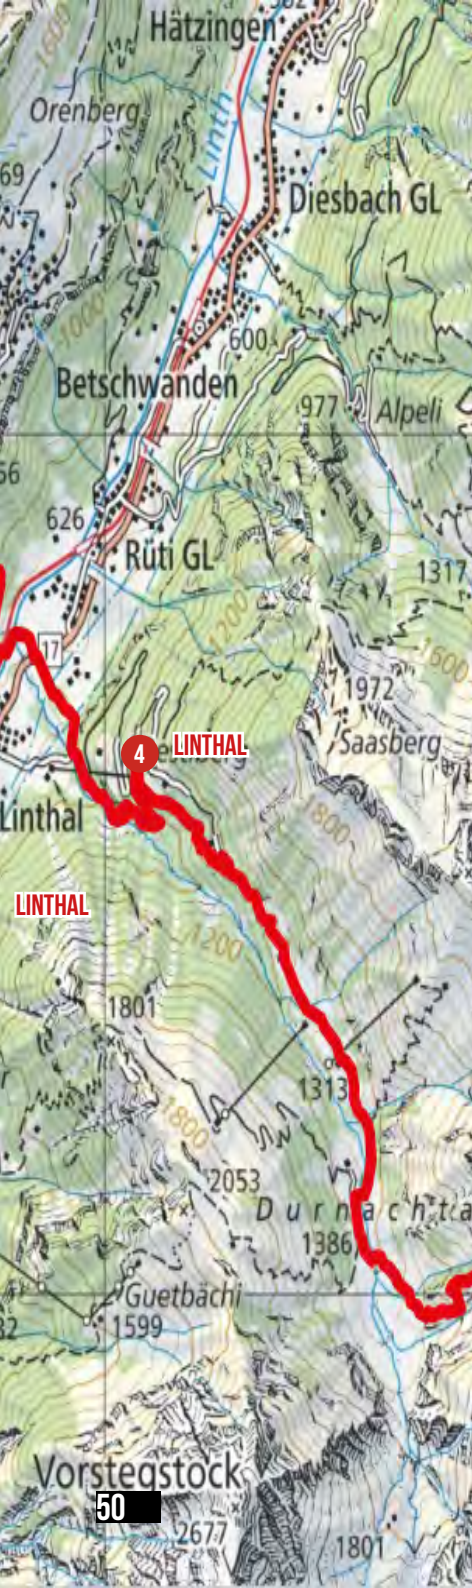 Hätzingen
1600
Orenberg
Linth
69
Diesbach GL
1000
600
Betschwanden
977
Alpeli
56
626
Rüti GL
1317
1200
17
1600
1972
4
LINTHAL
Saasberg
Linthal
1800
LINTHAL
1200
1801
1313
1800
2053
Durnachta
1386
Guetbächi
1599
Vorstegstock
50
2677
1801